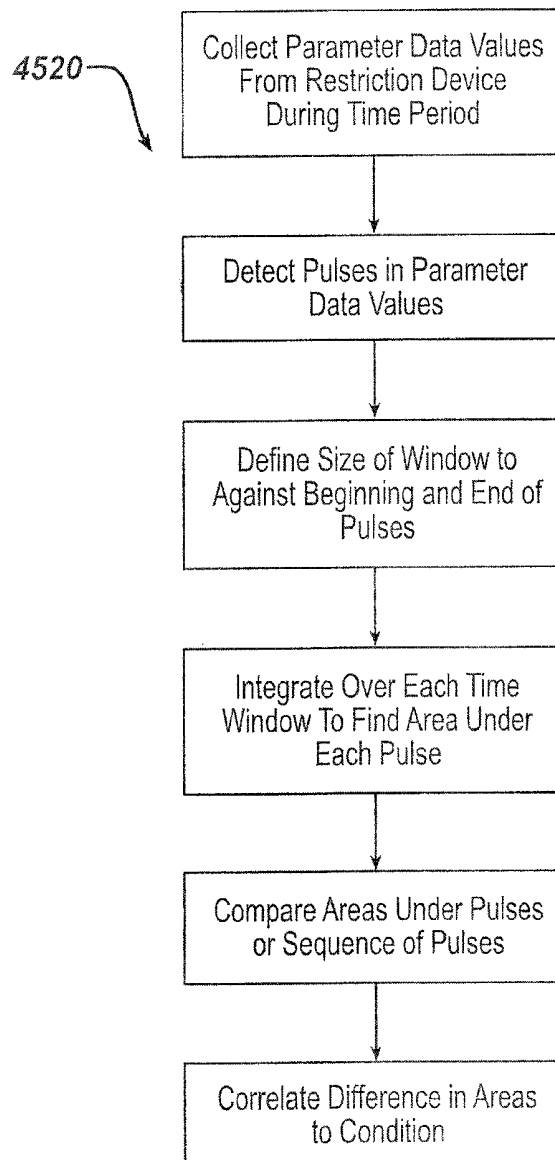 4520
Collect Parameter Data Values
From Restriction Device
During Time Period
Detect Pulses in Parameter
Data Values
Define Size of Window to
Against Beginning and End of
Pulses
Integrate Over Each Time
Window To Find Area Under
Each Pulse
Compare Areas Under Pulses
or Sequence of Pulses
Correlate Difference in Areas
to Condition